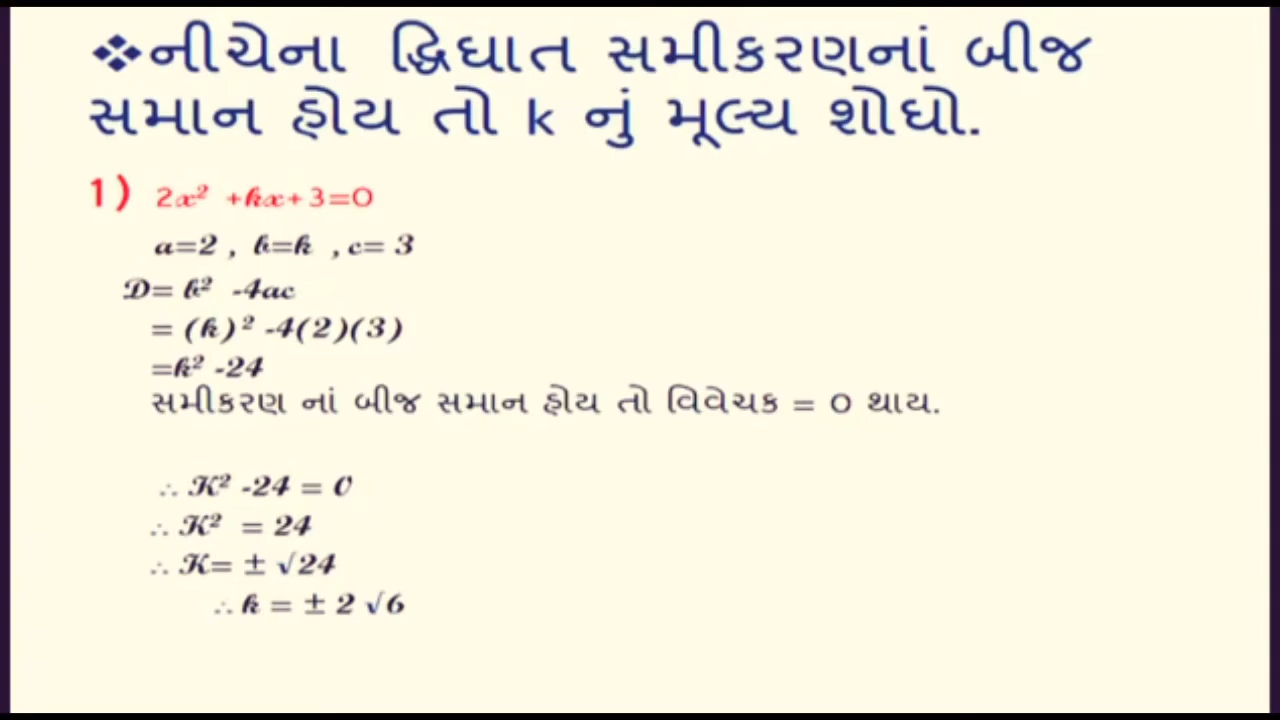 ❖નીચેના દ્વિઘાત સમીકરણનાં બીજ
સમાન હોય તો k નું મૂલ્ય શોધો.
1) 2x² +kx+3=0
a=2 , b=k , c= 3
D= b² -4ac
= (k)² -4(2)(3)
=k² -24
સમીકરણ નાં બીજ સમાન હોય તો વિવેચક = 0 થાય.
∴ K² -24 = 0
∴ K² = 24
∴ K= ± √24
∴ k = ± 2 √6